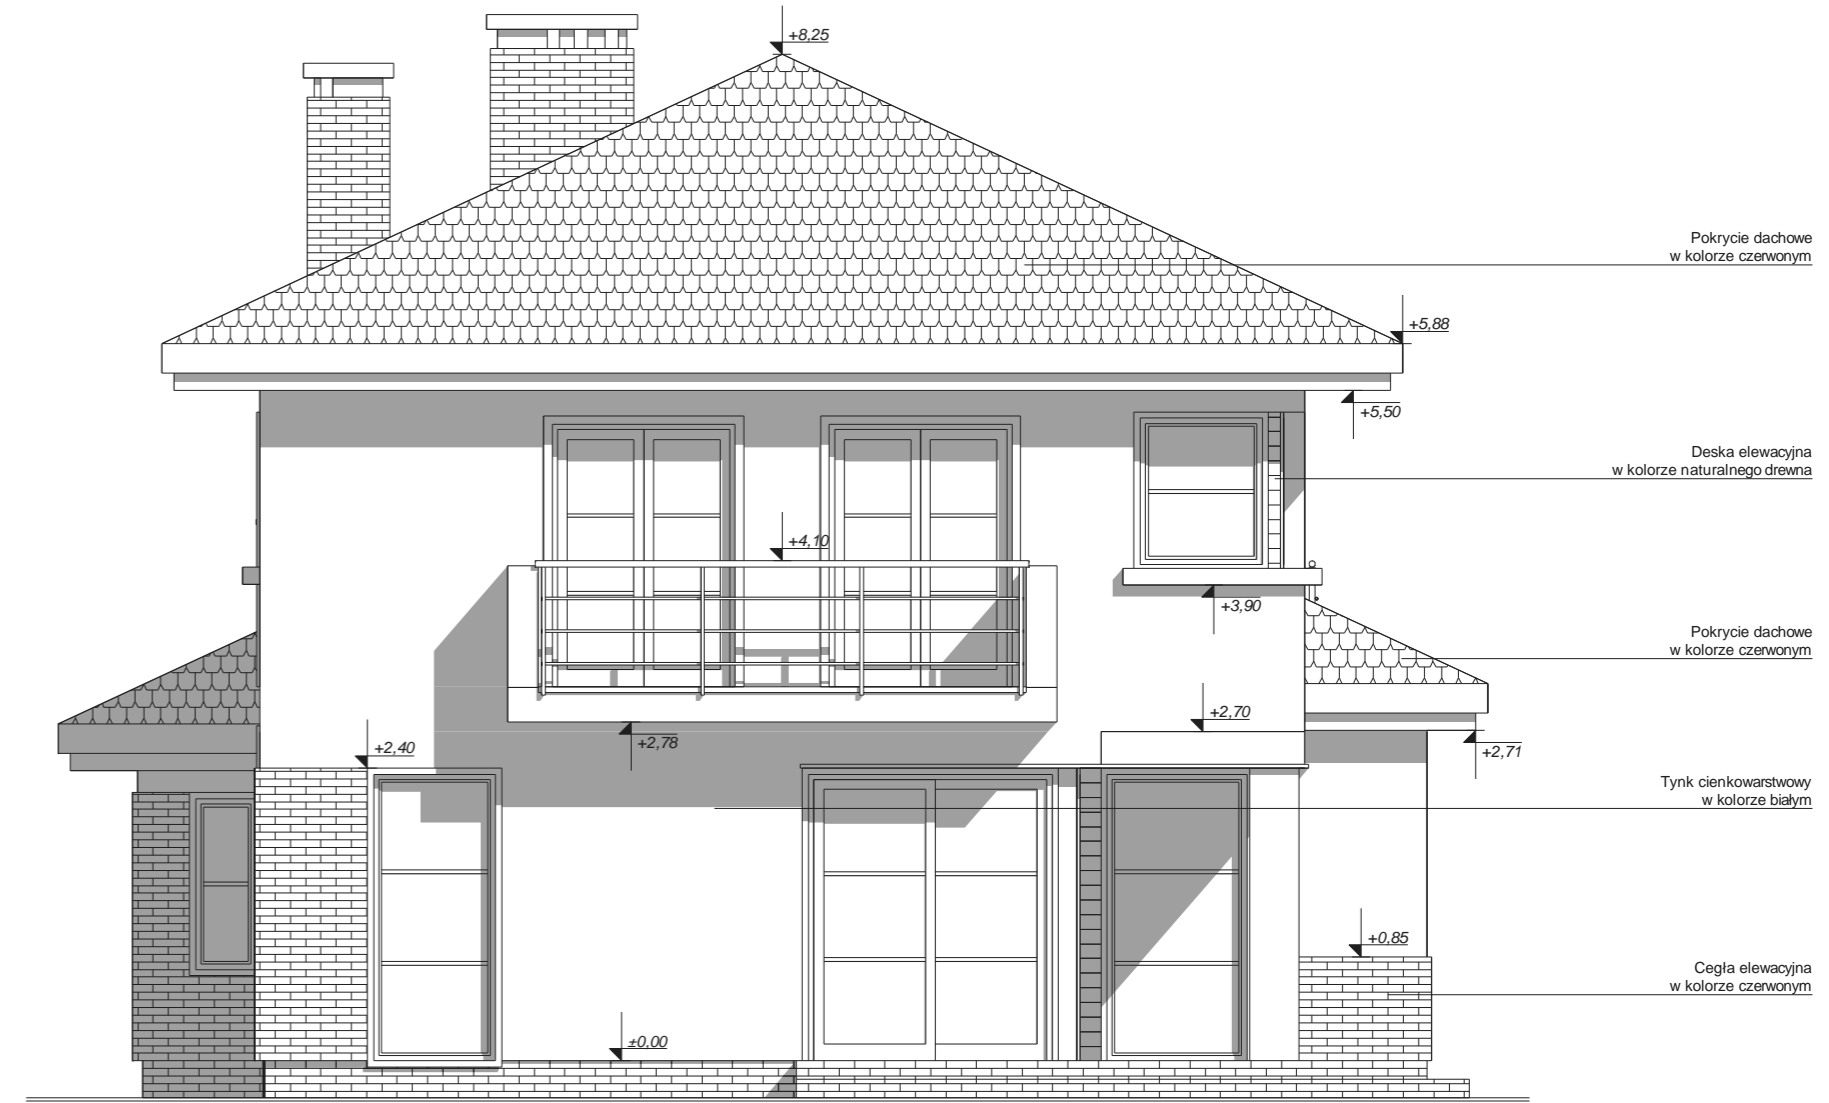 +8,25
Pokrycie dachowe
w kolorze czerwonym
+5,88
+5,50
Deska elewacyjna
w kolorze naturalnego drewna
+4,10
+3,90
Pokrycie dachowe
w kolorze czerwonym
+2,70
+2,78
+2,40
+2,71
Tynk cienkowarstwowy
w kolorze białym
+0,85
Cegła elewacyjna
w kolorze czerwonym
±0,00